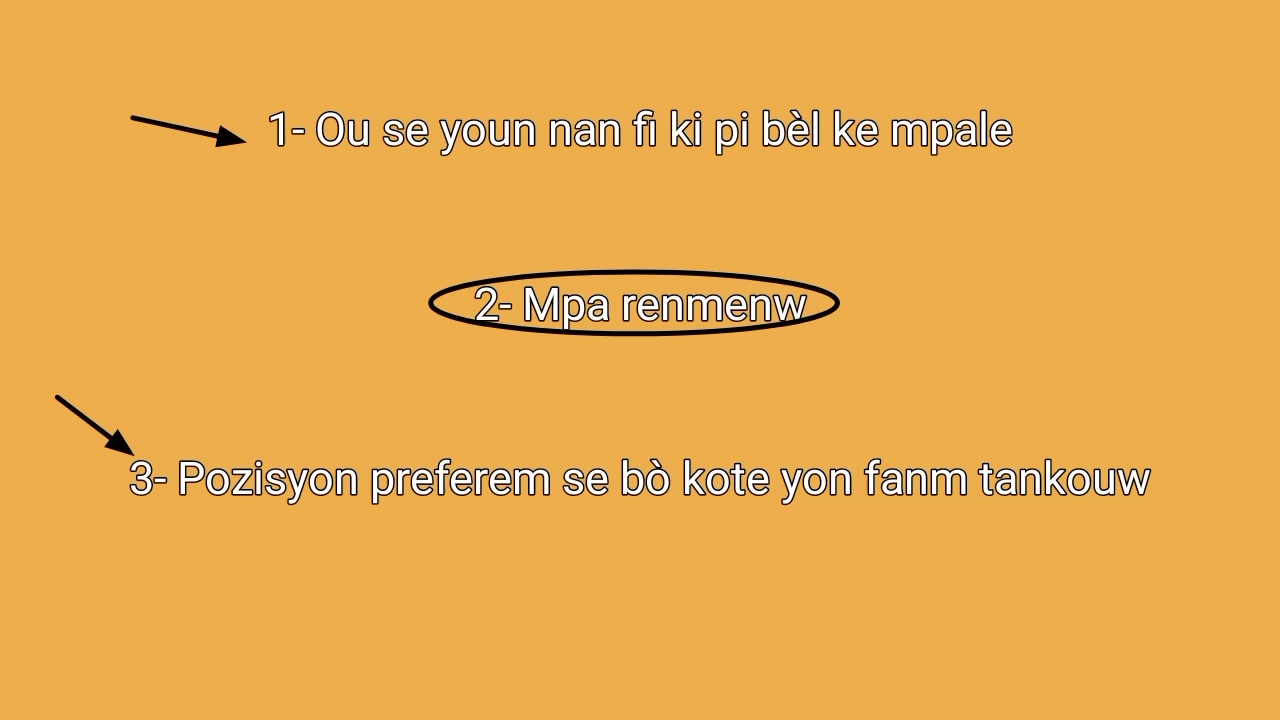 1- Ou se youn nan fi ki pi bèl ke mpale
2- Mpa renmenw
3- Pozisyon preferem se bò kote yon fanm tankouw